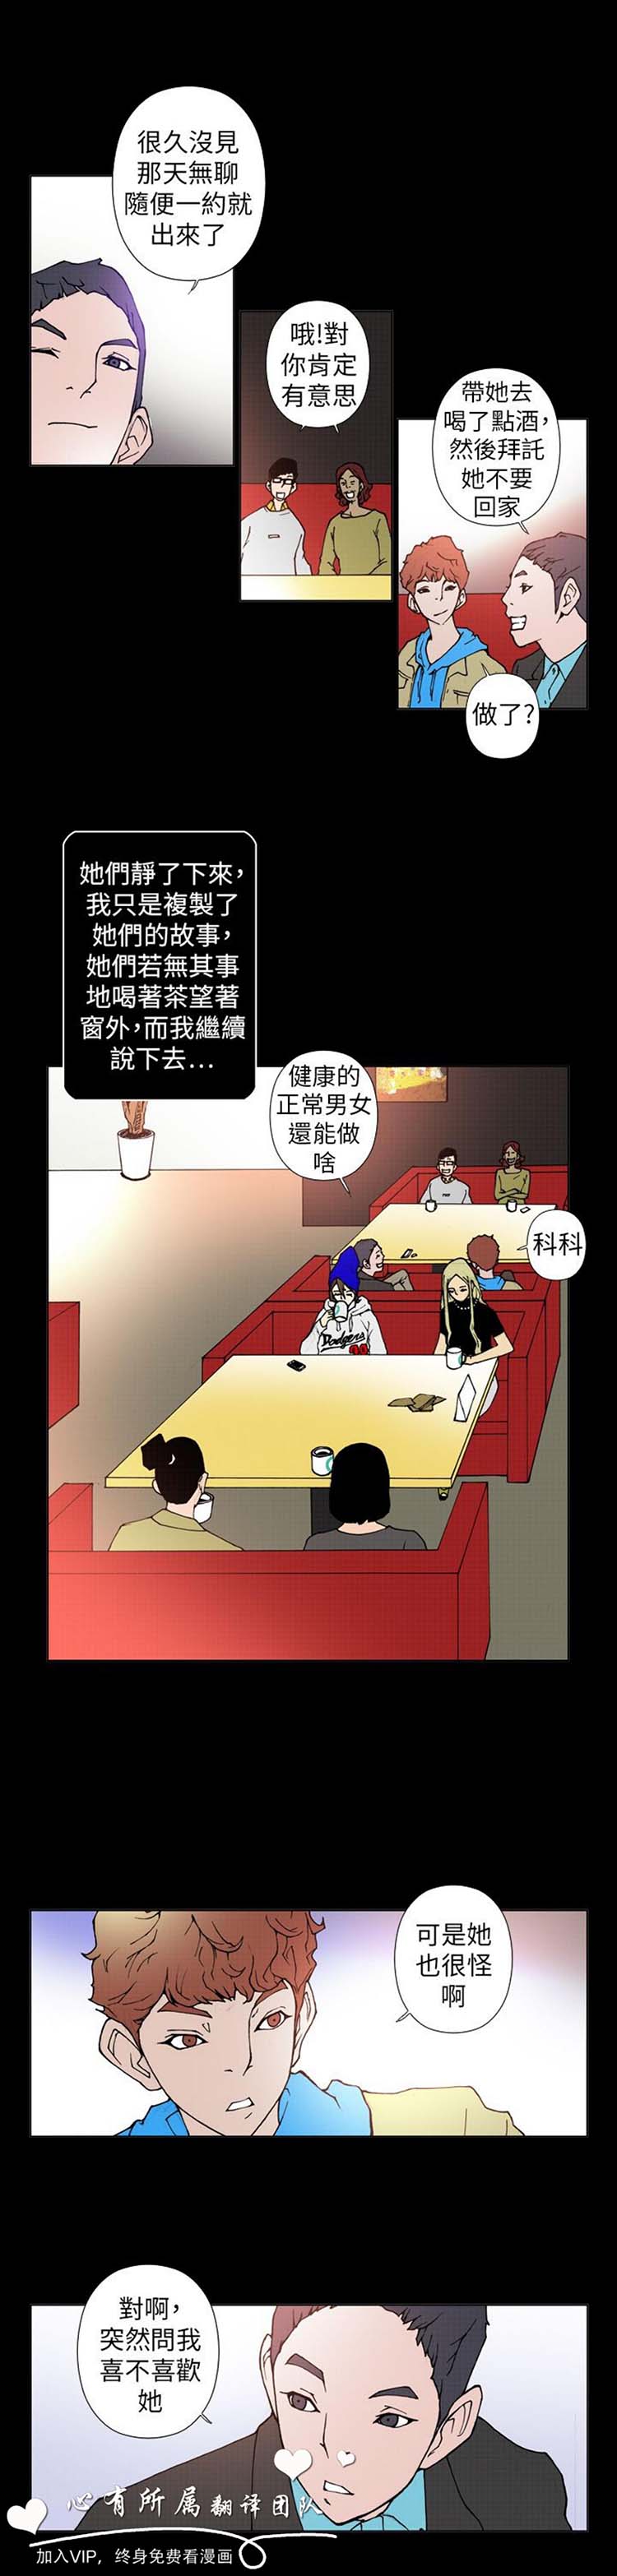 很久沒見
那天無聊
隨便一約就
出來了
哦!對
你肯定
有意思
帶她去
喝了點酒,
然後拜託
她不要
回家
做了?
她們靜了下來,
我只是複製了
她們的故事,
她們若無其事
地喝著茶望著
窗外,而我繼續
說下去...
健康的
正常男女
還能做
啥
科科
Dodgers
可是她
也很怪
啊
對啊,
突然問我
喜不喜歡
她
心有所属翻译团队
加入VIP，终身免费看漫画